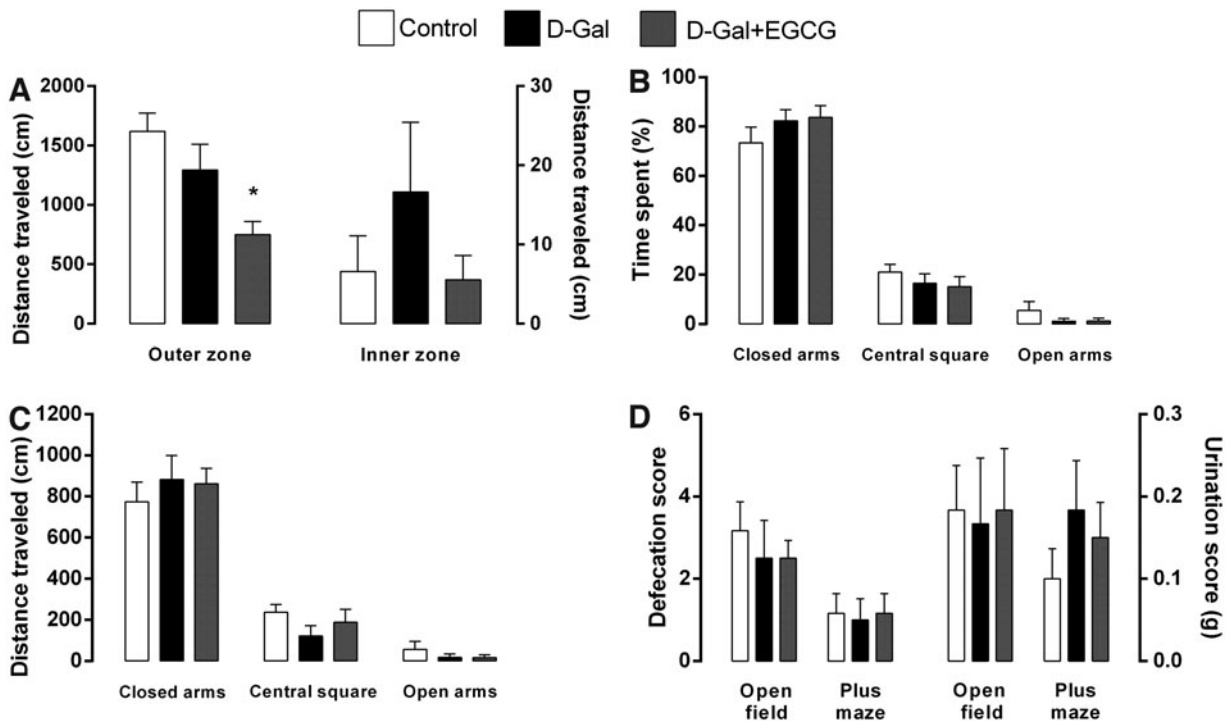 Control D-Gal D-Gal+EGCG
A
Distance traveled (cm)
2000
1500
1000
500
0
*
Outer zone Inner zone
30
20
10
0
Distance traveled (cm)
B
Time spent (%)
100
80
60
40
20
0
Closed arms Central square Open arms
C
Distance traveled (cm)
1200
1000
800
600
400
200
0
Closed arms Central square Open arms
D
Defecation score
6
4
2
0
Open field Plus maze Open field Plus maze
0.3
0.2
0.1
0.0
Urination score (g)